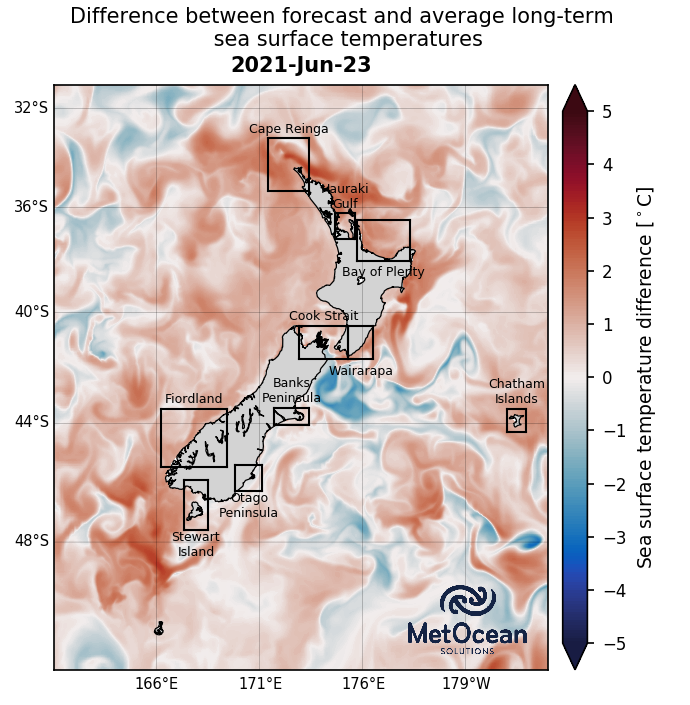 Difference between forecast and average long-term
sea surface temperatures
2021-Jun-23
32°S
36°S
40°S
44°S
48°S
166°E
171°E
176°E
179°W
Cape Reinga
Hauraki
Gulf
Bay of Plenty
Cook Strait
Wairarapa
Banks
Peninsula
Fiordland
Chatham
Islands
Otago
Peninsula
Stewart
Island
MetOcean
SOLUTIONS
5
4
3
2
1
0
−1
−2
−3
−4
−5
Sea surface temperature difference [°C]